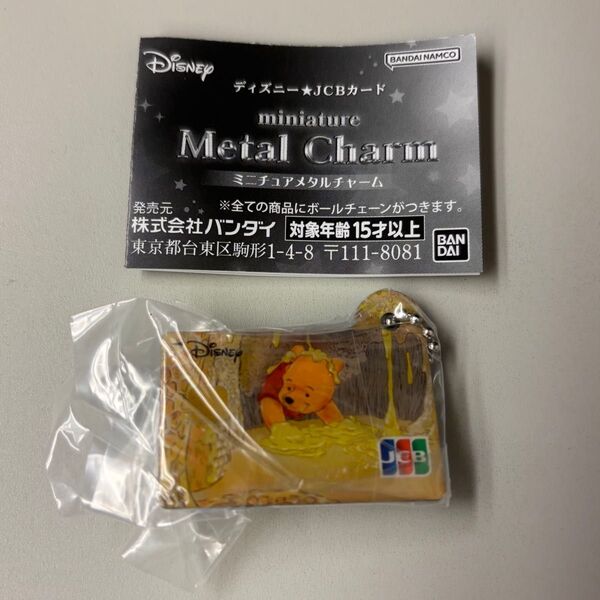 Disney
BANDAI NAMCO
ディズニー★JCBカード
miniature
Metal Charm
ミニチュアメタルチャーム
発売元 ※全ての商品にボールチェーンがつきます。
株式会社バンダイ 対象年齢15才以上
東京都台東区駒形1-4-8 〒111-8081
BAN
DAI
Disney
JCB